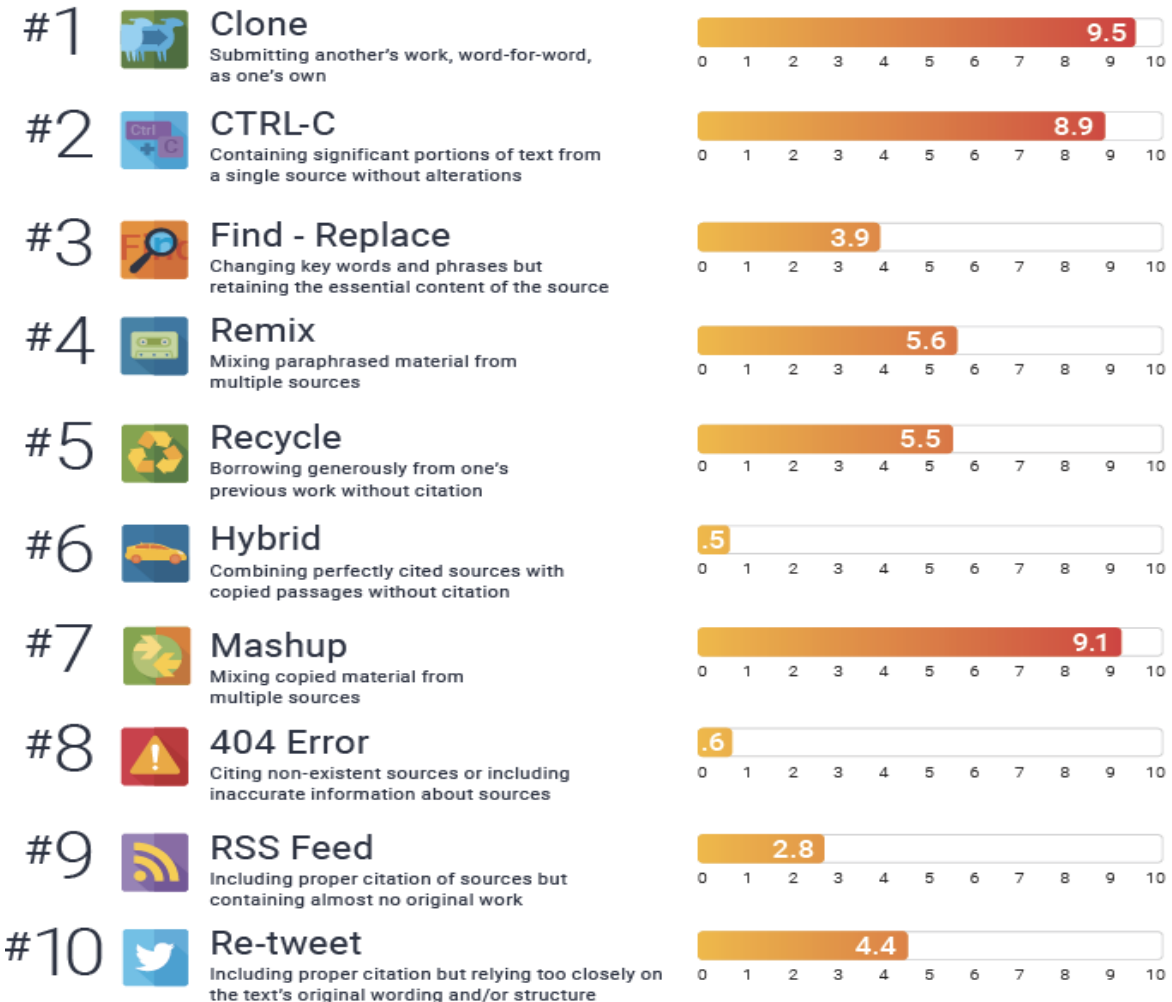 #1
Clone
Submitting another's work, word-for-word,
as one's own
9.5
0 1 2 3 4 5 6 7 8 9 10
#2
Ctrl
+ C
CTRL-C
Containing significant portions of text from
a single source without alterations
8.9
0 1 2 3 4 5 6 7 8 9 10
#3
Find
Find - Replace
Changing key words and phrases but
retaining the essential content of the source
3.9
0 1 2 3 4 5 6 7 8 9 10
#4
Remix
Mixing paraphrased material from
multiple sources
5.6
0 1 2 3 4 5 6 7 8 9 10
#5
Recycle
Borrowing generously from one's
previous work without citation
5.5
0 1 2 3 4 5 6 7 8 9 10
#6
Hybrid
Combining perfectly cited sources with
copied passages without citation
.5
0 1 2 3 4 5 6 7 8 9 10
#7
Mashup
Mixing copied material from
multiple sources
9.1
0 1 2 3 4 5 6 7 8 9 10
#8
404 Error
Citing non-existent sources or including
inaccurate information about sources
.6
0 1 2 3 4 5 6 7 8 9 10
#9
RSS Feed
Including proper citation of sources but
containing almost no original work
2.8
0 1 2 3 4 5 6 7 8 9 10
#10
Re-tweet
Including proper citation but relying too closely on
the text's original wording and/or structure
4.4
0 1 2 3 4 5 6 7 8 9 10